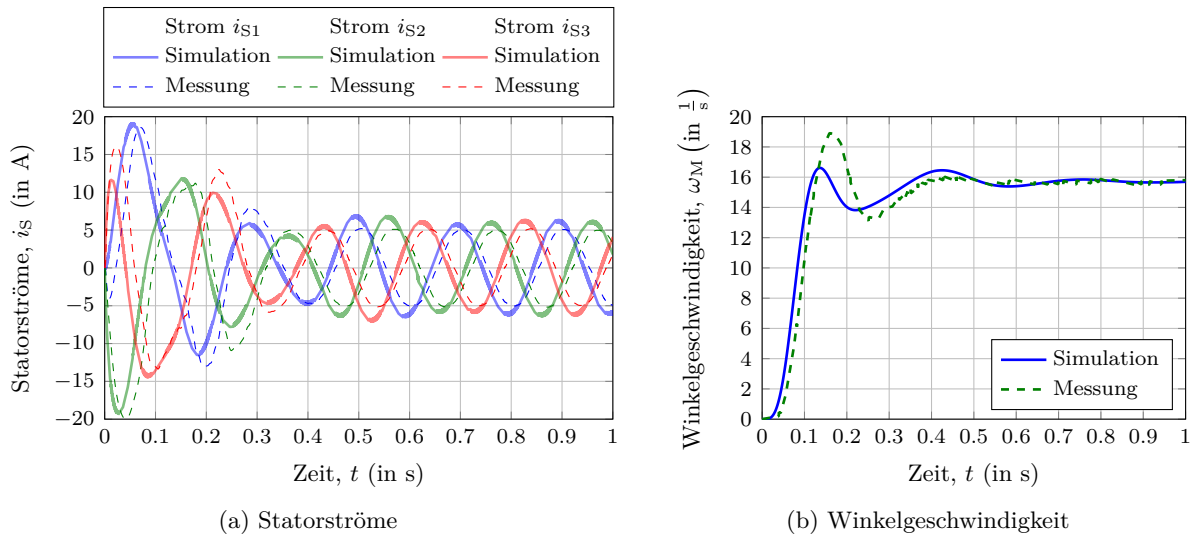 Strom iS1 Strom iS2 Strom iS3
Simulation Simulation Simulation
Messung Messung Messung
Statorströme, iS (in A)
20
15
10
5
0
−5
−10
−15
−20
0 0.1 0.2 0.3 0.4 0.5 0.6 0.7 0.8 0.9 1
Zeit, t (in s)
(a) Statorströme
Winkelgeschwindigkeit, ωM (in 1/s)
20
18
16
14
12
10
8
6
4
2
0
Simulation
Messung
0 0.1 0.2 0.3 0.4 0.5 0.6 0.7 0.8 0.9 1
Zeit, t (in s)
(b) Winkelgeschwindigkeit